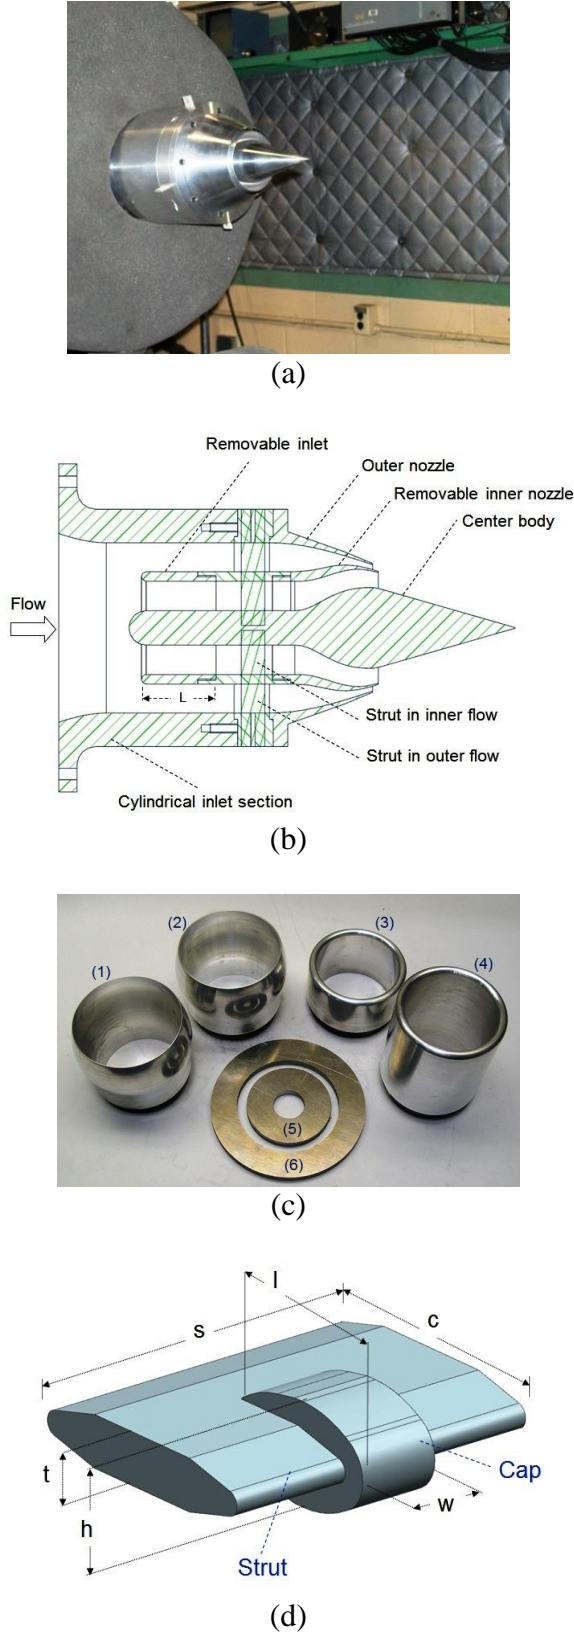 (a)
Removable inlet
Outer nozzle
Removable inner nozzle
Center body
Flow
L
Strut in inner flow
Strut in outer flow
Cylindrical inlet section
(b)
(1)
(2)
(3)
(4)
(5)
(6)
(c)
l
s
c
t
h
Cap
w
Strut
(d)